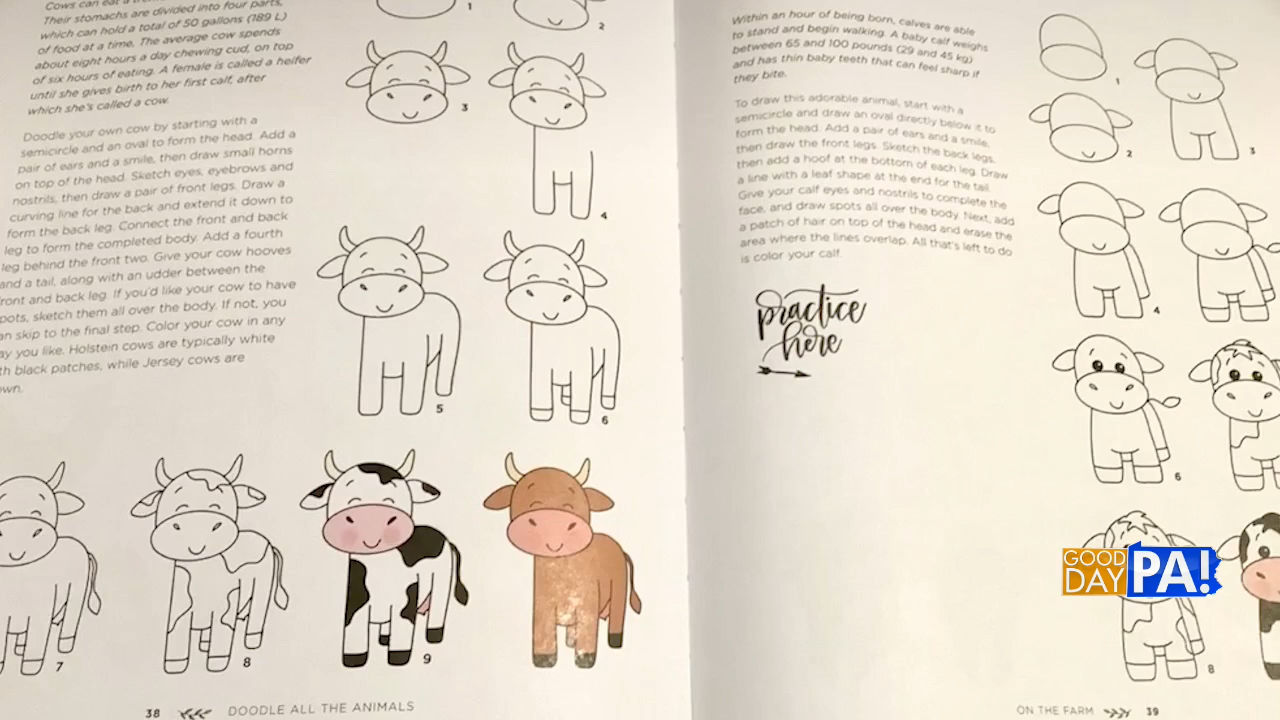 Cows can eat a
Their stomachs are divided into four parts,
which can hold a total of 50 gallons (189 L)
of food at a time. The average cow spends
about eight hours a day chewing cud, on top
of six hours of eating. A female is called a heifer
until she gives birth to her first calf, after
which she's called a cow.
Doodle your own cow by starting with a
semicircle and an oval to form the head. Add a
pair of ears and a smile, then draw small horns
on top of the head. Sketch eyes, eyebrows and
nostrils, then draw a pair of front legs. Draw a
curving line for the back and extend it down to
form the back leg. Connect the front and back
leg to form the completed body. Add a fourth
leg behind the front two. Give your cow hooves
and a tail, along with an udder between the
ront and back leg. If you'd like your cow to have
pots, sketch them all over the body. If not, you
an skip to the final step. Color your cow in any
ay you like. Holstein cows are typically white
th black patches, while Jersey cows are
own.
1
2
3
4
5
6
7
8
9
38 DOODLE ALL THE ANIMALS
Within an hour of being born, calves are able
to stand and begin walking. A baby calf weighs
between 65 and 100 pounds (29 and 45 kg)
and has thin baby teeth that can feel sharp if
they bite.
To draw this adorable animal, start with a
semicircle and draw an oval directly below it to
form the head. Add a pair of ears and a smile,
then draw the front legs. Sketch the back legs,
then add a hoof at the bottom of each leg. Draw
a line with a leaf shape at the end for the tail.
Give your calf eyes and nostrils to complete the
face, and draw spots all over the body. Next, add
a patch of hair on top of the head and erase the
area where the lines overlap. All that's left to do
is color your calf.
practice
here
1
2
3
4
6
8
GOOD
DAY PA!
ON THE FARM 39